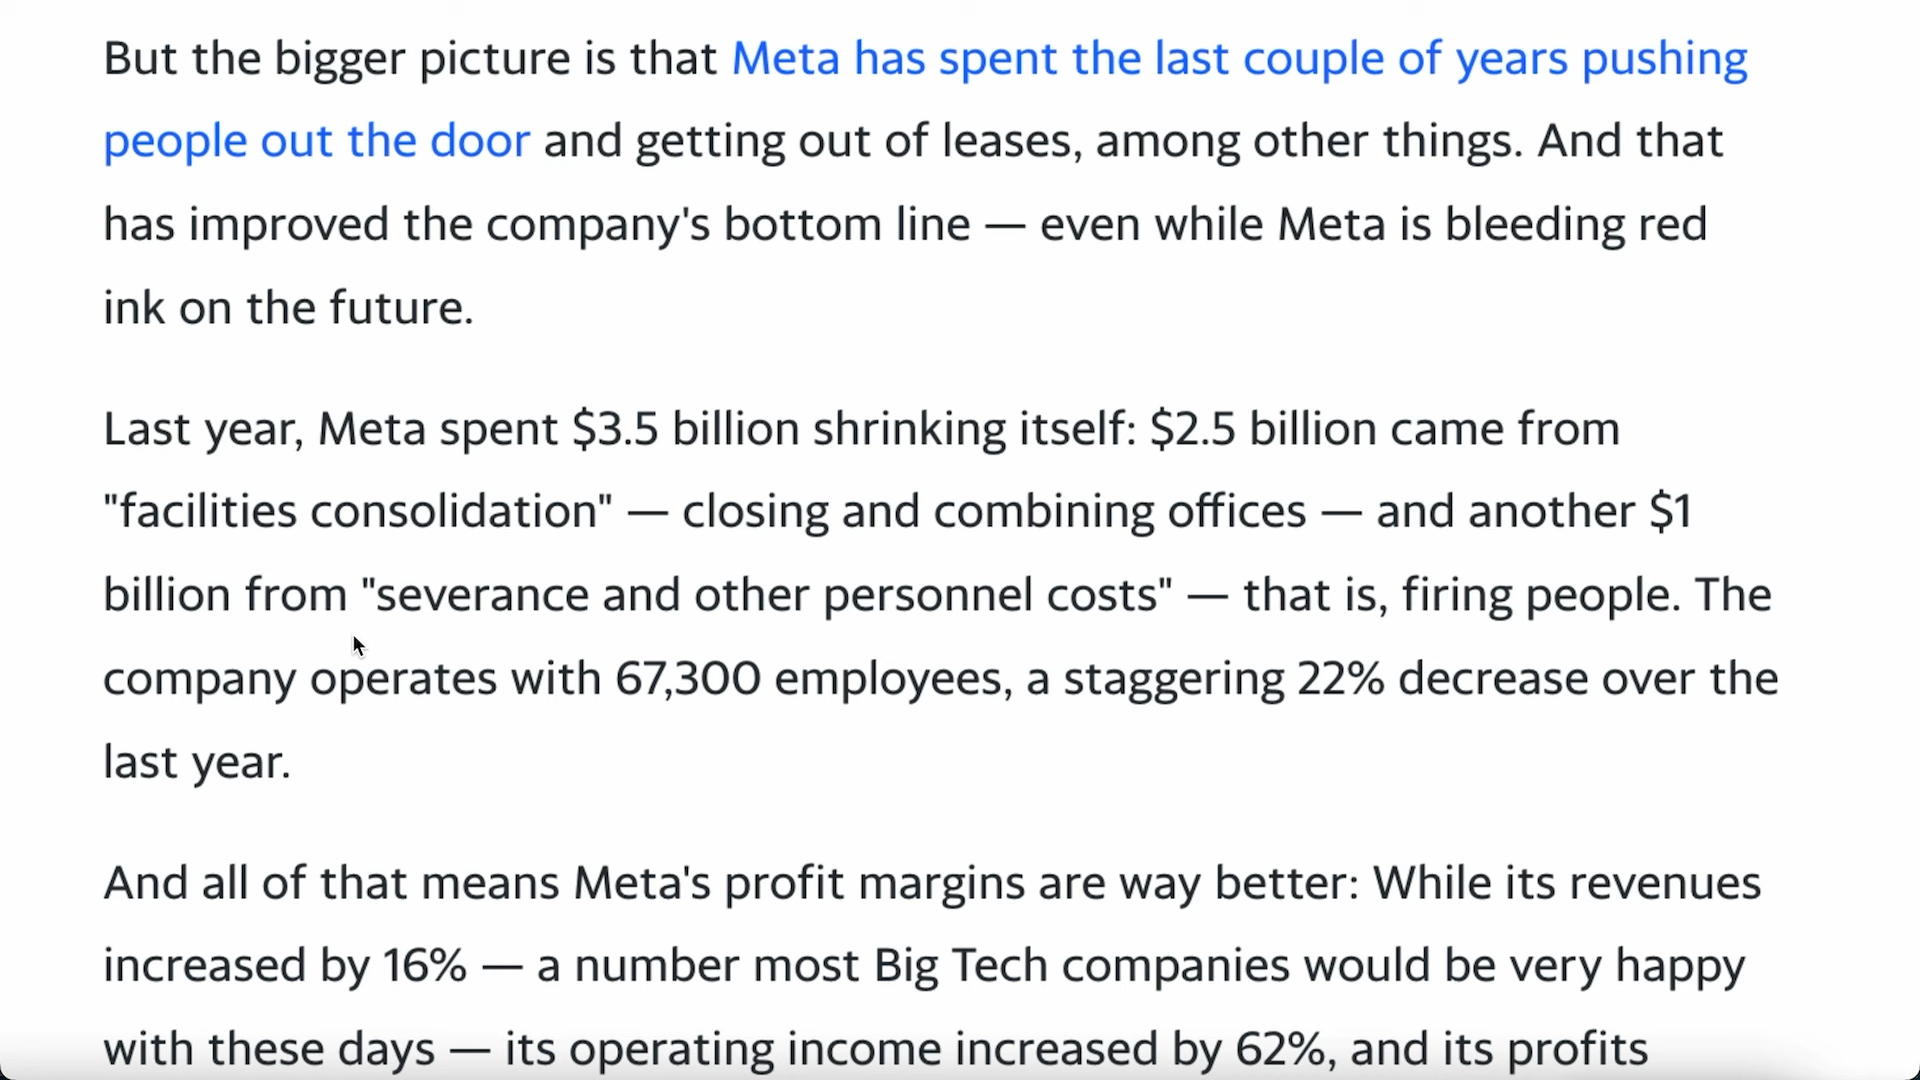 But the bigger picture is that Meta has spent the last couple of years pushing
people out the door and getting out of leases, among other things. And that
has improved the company's bottom line — even while Meta is bleeding red
ink on the future.
Last year, Meta spent $3.5 billion shrinking itself: $2.5 billion came from
"facilities consolidation" — closing and combining offices — and another $1
billion from "severance and other personnel costs" — that is, firing people. The
company operates with 67,300 employees, a staggering 22% decrease over the
last year.
And all of that means Meta's profit margins are way better: While its revenues
increased by 16% — a number most Big Tech companies would be very happy
with these days — its operating income increased by 62%, and its profits